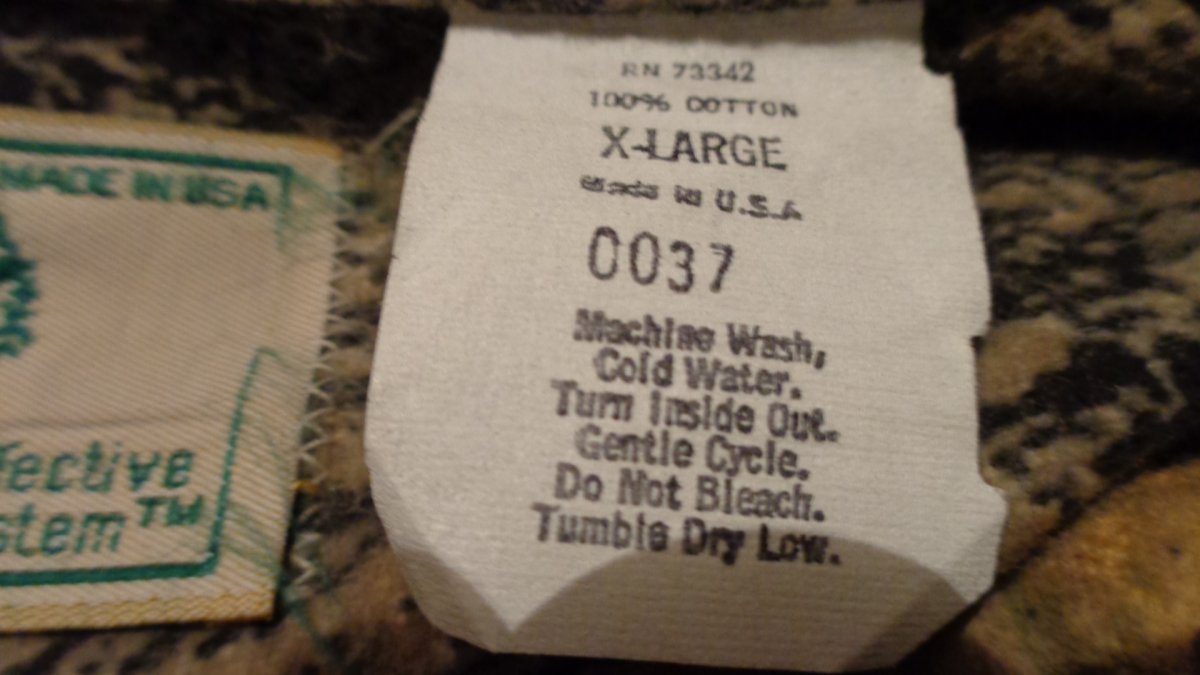 MADE IN USA
fective
stem™
RN 73342
100% COTTON
X-LARGE
Made in U.S.A
0037
Machine Wash,
Cold Water.
Turn Inside Out.
Gentle Cycle.
Do Not Bleach.
Tumble Dry Low.